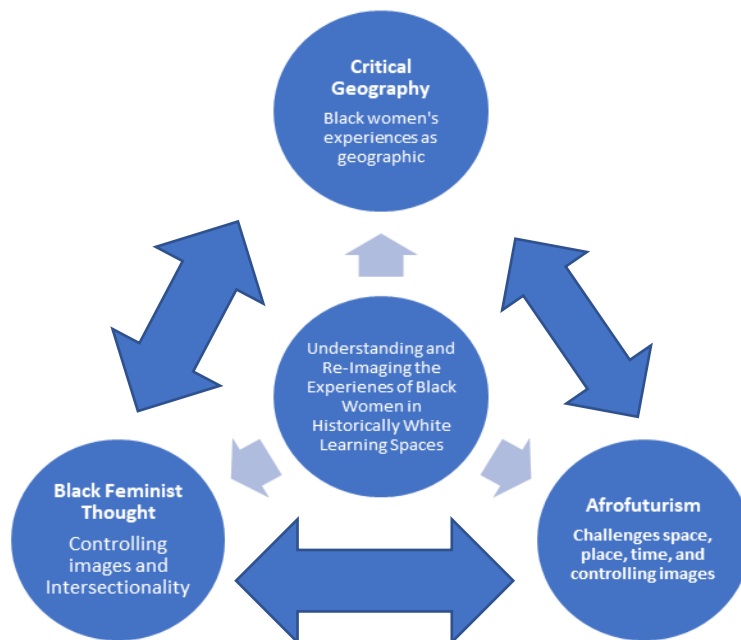 Critical
Geography
Black women's
experiences as
geographic
Understanding and
Re-Imaging the
Experienes of Black
Women in
Historically White
Learning Spaces
Black Feminist
Thought
Controlling
images and
Intersectionality
Afrofuturism
Challenges space,
place, time, and
controlling images